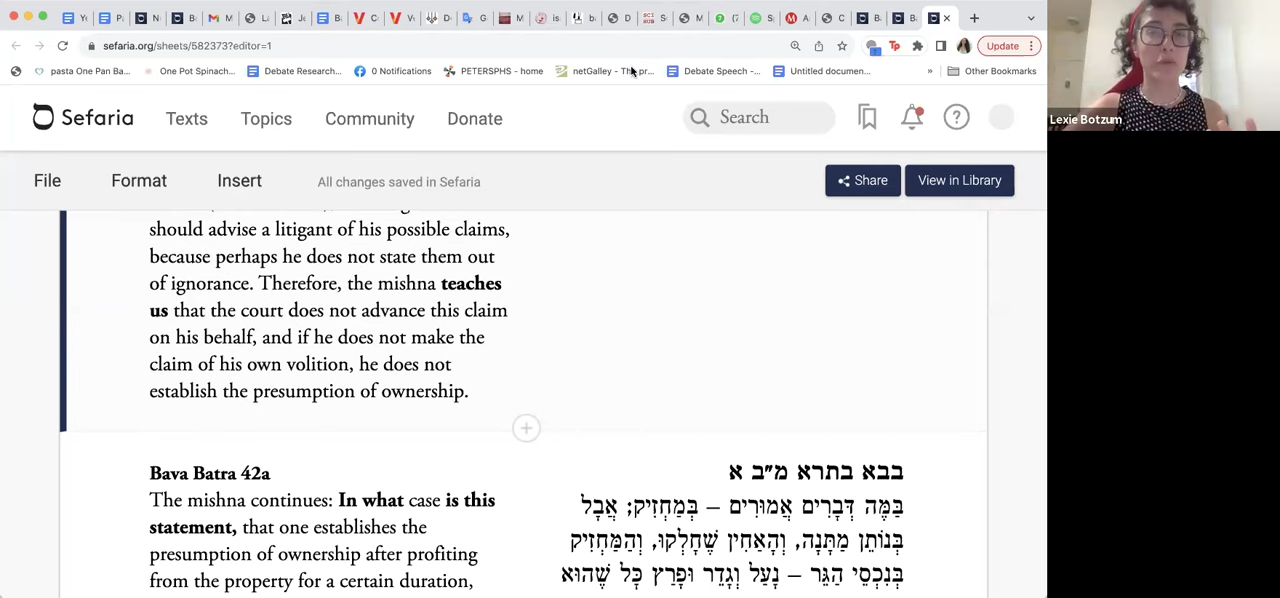 sefaria.org/sheets/582373?editor=1
Update
pasta One Pan Ba...
One Pot Spinach...
Debate Research...
0 Notifications
PETERSPHS - home
netGalley - Th pr...
Debate Speech -...
Untitled documen...
»
Other Bookmarks
Lexie Botzum
Sefaria
Texts
Topics
Community
Donate
Search
File
Format
Insert
All changes saved in Sefaria
Share
View in Library
should advise a litigant of his possible claims,
because perhaps he does not state them out
of ignorance. Therefore, the mishna teaches
us that the court does not advance this claim
on his behalf, and if he does not make the
claim of his own volition, he does not
establish the presumption of ownership.
Bava Batra 42a
The mishna continues: In what case is this
statement, that one establishes the
presumption of ownership after profiting
from the property for a certain duration,
בבא בתרא מ״ב א
בַּמֶּה דְּבָרִים אֲמוּרִים – בְּמַחֲזִיק; אֲבָל
בְּנוֹתֵן מַתָּנָה, וְהָאַחִין שֶׁחָלְקוּ, וְהַמַּחֲזִיק
בְּנִכְסֵי הַגֵּר – נָעַל וְגָדַר וּפָרַץ כׇּל שֶׁהוּא